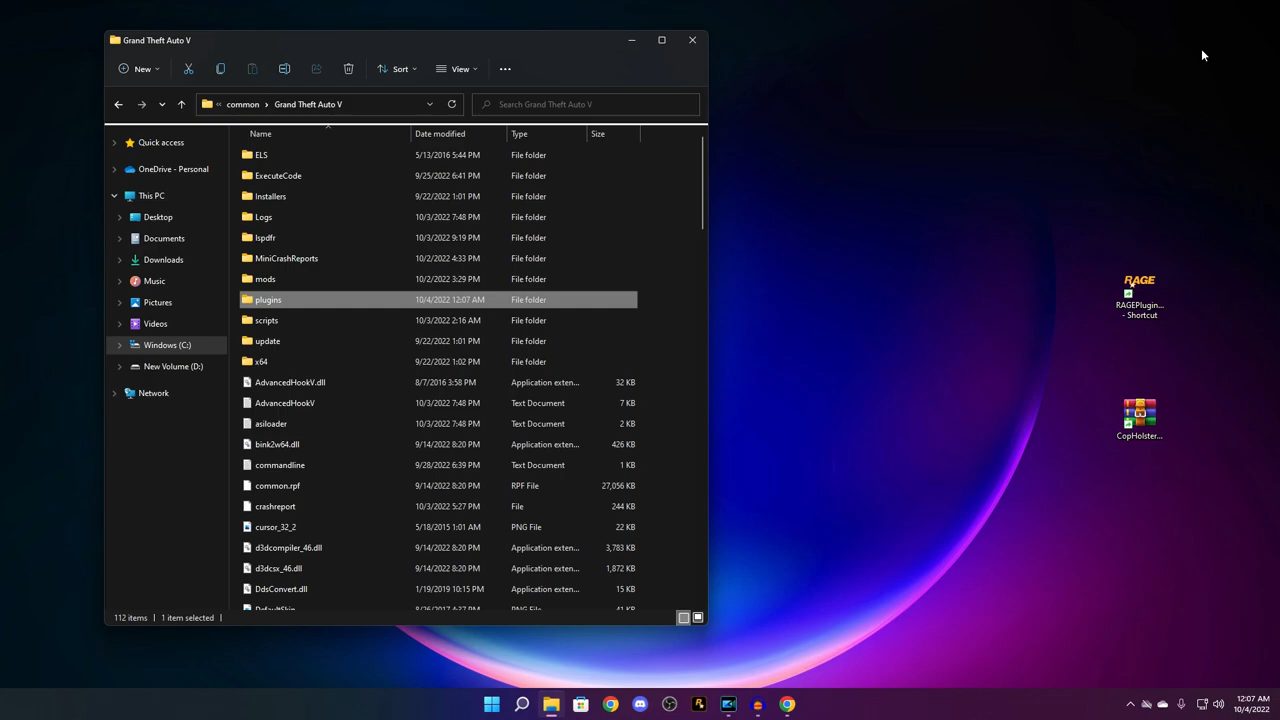 Grand Theft Auto V
New
Sort
View
common > Grand Theft Auto V
Search Grand Theft Auto V
Quick access
OneDrive - Personal
This PC
Desktop
Documents
Downloads
Music
Pictures
Videos
Windows (C:)
New Volume (D:)
Network
Name Date modified Type Size
ELS 5/13/2016 5:44 PM File folder
ExecuteCode 9/25/2022 6:41 PM File folder
Installers 9/22/2022 1:01 PM File folder
Logs 10/3/2022 7:48 PM File folder
lspdfr 10/3/2022 9:19 PM File folder
MiniCrashReports 10/2/2022 4:33 PM File folder
mods 10/2/2022 3:29 PM File folder
plugins 10/4/2022 12:07 AM File folder
scripts 10/3/2022 2:16 AM File folder
update 9/22/2022 1:01 PM File folder
x64 9/22/2022 1:02 PM File folder
AdvancedHookV.dll 8/7/2016 3:58 PM Application exten... 32 KB
AdvancedHookV 10/3/2022 7:48 PM Text Document 7 KB
asiloader 10/3/2022 7:48 PM Text Document 2 KB
bink2w64.dll 9/14/2022 8:20 PM Application exten... 426 KB
commandline 9/28/2022 6:39 PM Text Document 1 KB
common.rpf 9/14/2022 8:20 PM RPF File 27,056 KB
crashreport 10/3/2022 5:27 PM File 244 KB
cursor_32_2 5/18/2015 1:01 AM PNG File 22 KB
d3dcompiler_46.dll 9/14/2022 8:20 PM Application exten... 3,783 KB
d3dcsx_46.dll 9/14/2022 8:20 PM Application exten... 1,872 KB
DdsConvert.dll 1/19/2019 10:15 PM Application exten... 15 KB
DefaultSkin 8/26/2017 4:37 PM PNG File 41 KB
112 items
1 item selected
RAGE
RAGEPlugin...
- Shortcut
CopHolster...
12:07 AM
10/4/2022